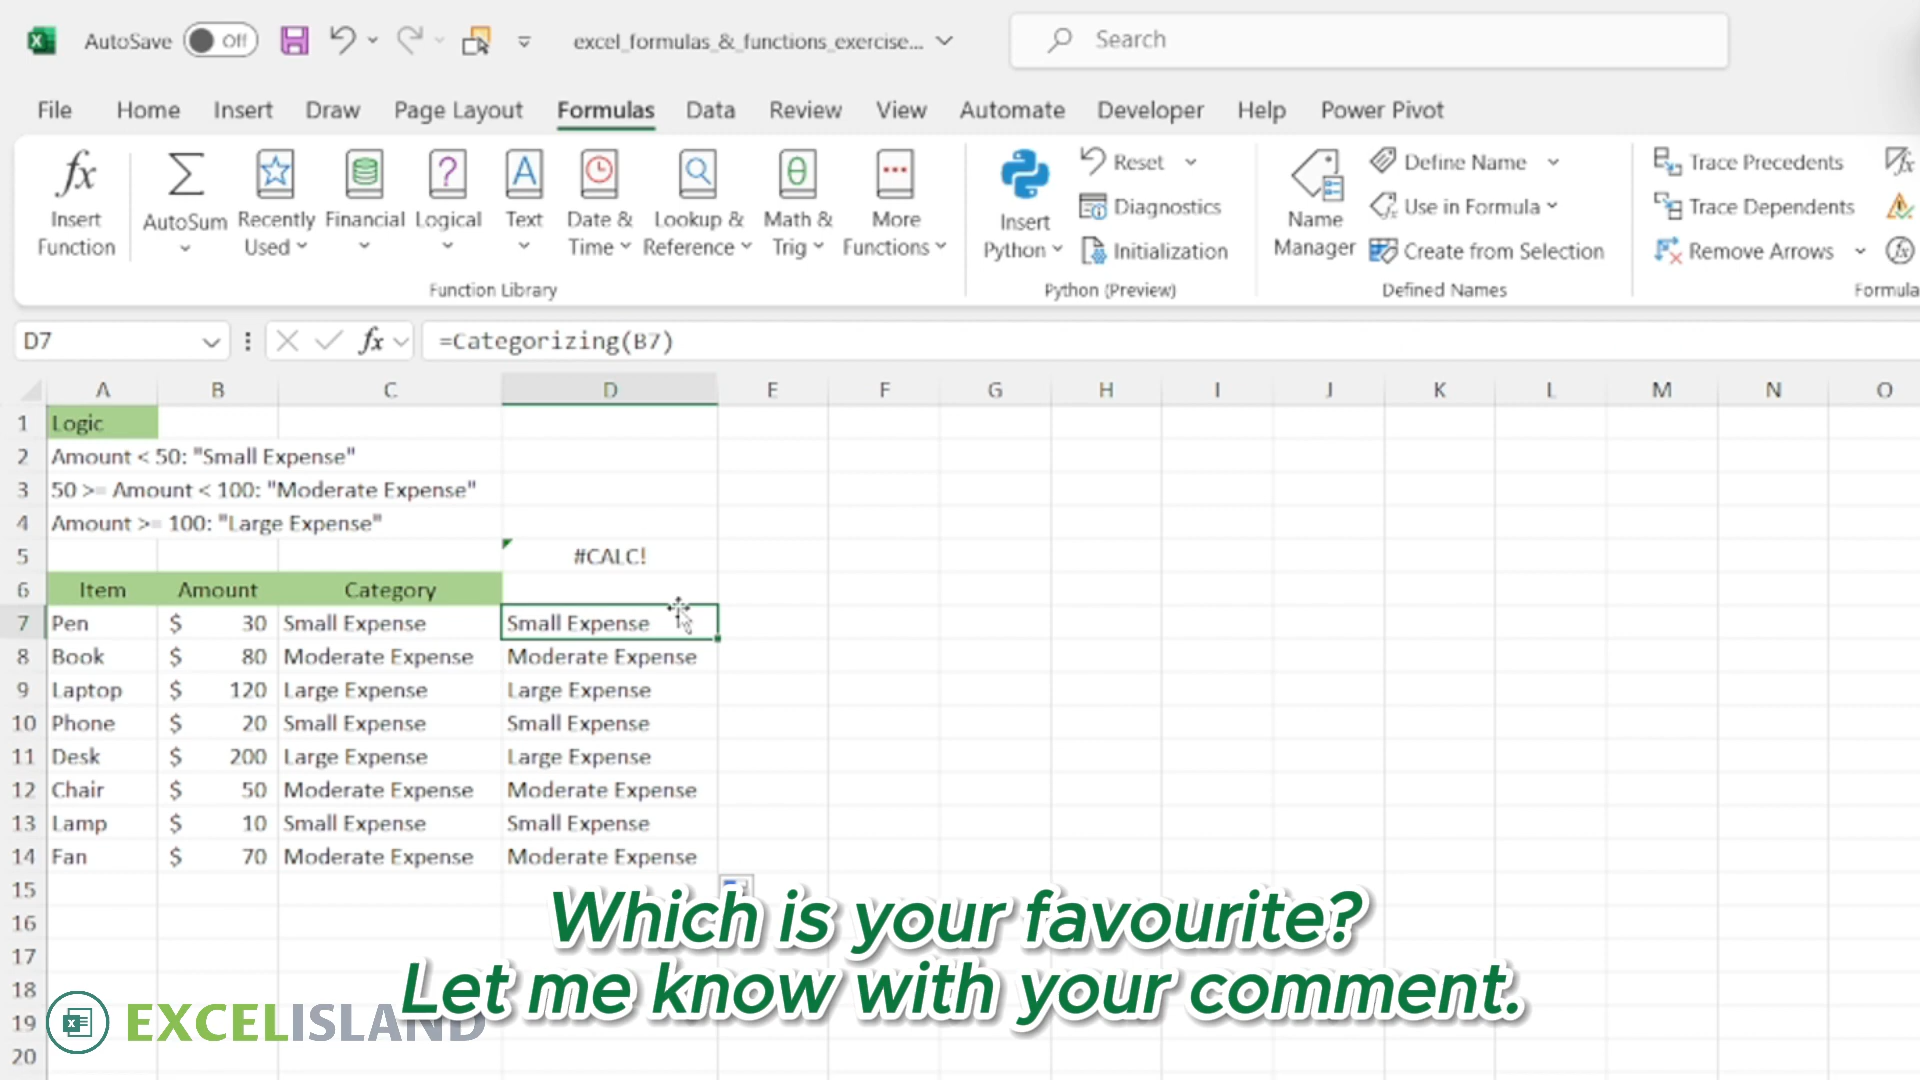 AutoSave Off excel_formulas_&_functions_exercise... Search
File Home Insert Draw Page Layout Formulas Data Review View Automate Developer Help Power Pivot
Insert Function
AutoSum
Recently Used
Financial
Logical
Text
Date & Time
Lookup & Reference
Math & Trig
More Functions
Function Library
Insert Python
Reset
Diagnostics
Initialization
Python (Preview)
Name Manager
Define Name
Use in Formula
Create from Selection
Defined Names
Trace Precedents
Trace Dependents
Remove Arrows
Formula
D7 fx =Categorizing(B7)
A B C D E F G H I J K L M N O
1 Logic
2 Amount < 50: "Small Expense"
3 50 >= Amount < 100: "Moderate Expense"
4 Amount >= 100: "Large Expense"
5 #CALC!
6 Item Amount Category
7 Pen $ 30 Small Expense Small Expense
8 Book $ 80 Moderate Expense Moderate Expense
9 Laptop $ 120 Large Expense Large Expense
10 Phone $ 20 Small Expense Small Expense
11 Desk $ 200 Large Expense Large Expense
12 Chair $ 50 Moderate Expense Moderate Expense
13 Lamp $ 10 Small Expense Small Expense
14 Fan $ 70 Moderate Expense Moderate Expense
15
16
17
18
19
20
Which is your favourite?
Let me know with your comment.
EXCELISLAND